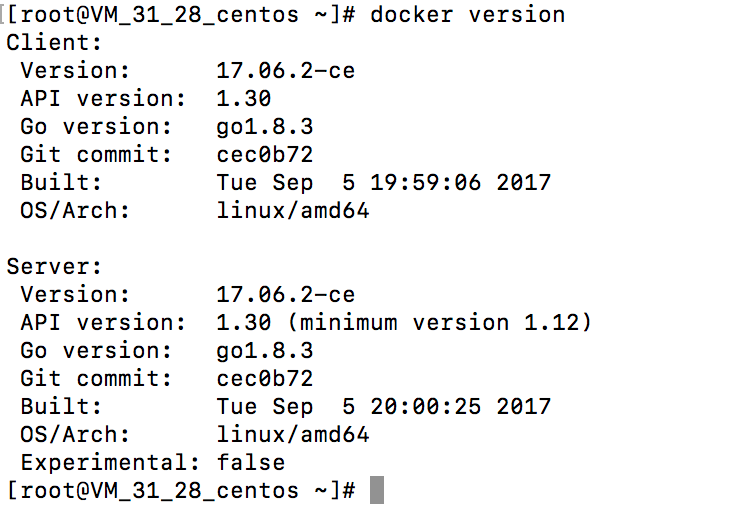 [[root@VM_31_28_centos ~]# docker version
Client:
 Version:      17.06.2-ce
 API version:  1.30
 Go version:   go1.8.3
 Git commit:   cec0b72
 Built:        Tue Sep  5 19:59:06 2017
 OS/Arch:      linux/amd64

Server:
 Version:      17.06.2-ce
 API version:  1.30 (minimum version 1.12)
 Go version:   go1.8.3
 Git commit:   cec0b72
 Built:        Tue Sep  5 20:00:25 2017
 OS/Arch:      linux/amd64
 Experimental: false
[root@VM_31_28_centos ~]#